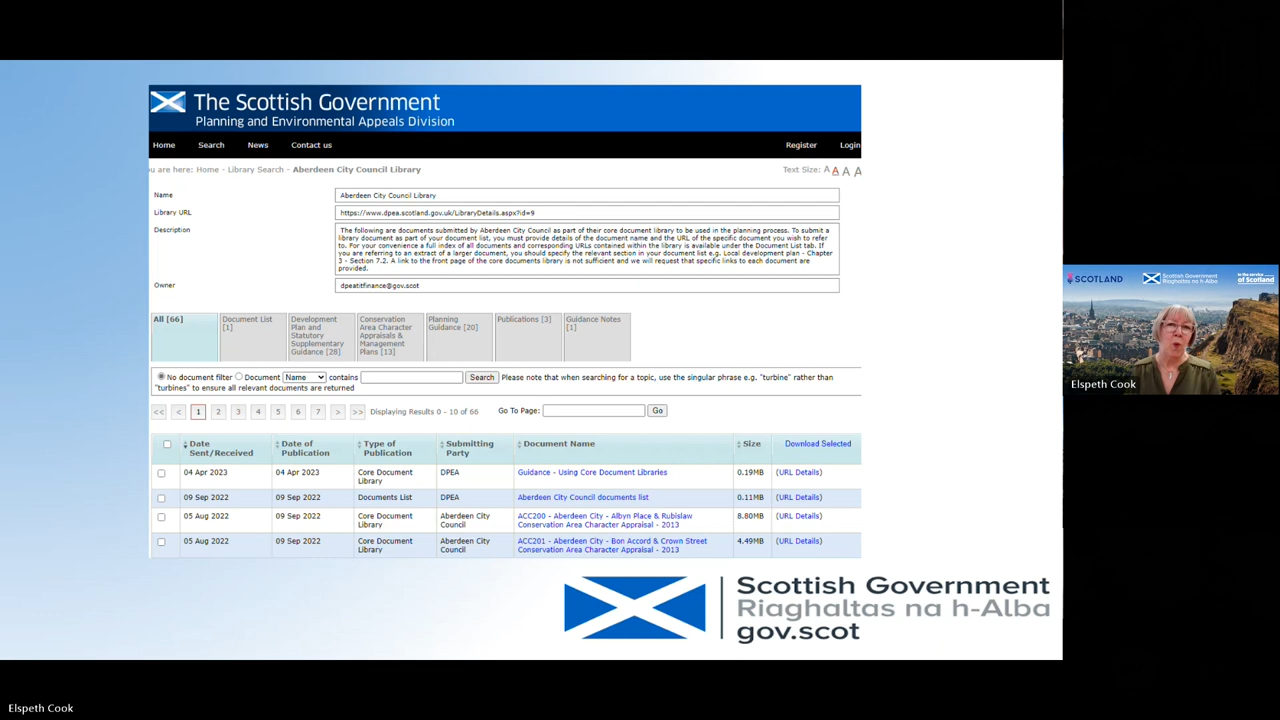 The Scottish Government
Planning and Environmental Appeals Division
Home Search News Contact us Register Login
ou are here: Home - Library Search - Aberdeen City Council Library Text Size: A A A A
Name Aberdeen City Council Library
Library URL https://www.dpea.scotland.gov.uk/LibraryDetails.aspx?id=9
Description The following are documents submitted by Aberdeen City Council as part of their core document library to be used in the planning process. To submit a
library document as part of your document list, you must provide details of the document name and the URL of the specific document you wish to refer
to. For your convenience a full index of all documents and corresponding URLs contained within the library is available under the Document List tab. If
you are referring to an extract of a larger document, you should specify the relevant section in your document list e.g. Local development plan - Chapter
3 - Section 7.2. A link to the front page of the core documents library is not sufficient and we will request that specific links to each document are
provided.
Owner dpeatitfinance@gov.scot
All [66]
Document List
[1]
Development
Plan and
Statutory
Supplementary
Guidance [28]
Conservation
Area Character
Appraisals &
Management
Plans [13]
Planning
Guidance [20]
Publications [3]
Guidance Notes
[1]
No document filter Document Name contains Search Please note that when searching for a topic, use the singular phrase e.g. "turbine" rather than
"turbines" to ensure all relevant documents are returned
<< < 1 2 3 4 5 6 7 > >> Displaying Results 0 - 10 of 66 Go To Page: Go
Date
Sent/Received
Date of
Publication
Type of
Publication
Submitting
Party
Document Name
Size
Download Selected
04 Apr 2023 04 Apr 2023 Core Document DPEA Guidance - Using Core Document Libraries 0.19MB (URL Details)
Library
09 Sep 2022 09 Sep 2022 Documents List DPEA Aberdeen City Council documents list 0.11MB (URL Details)
05 Aug 2022 09 Sep 2022 Core Document Aberdeen City ACC200 - Aberdeen City - Albyn Place & Rubislaw 8.80MB (URL Details)
Library Council Conservation Area Character Appraisal - 2013
05 Aug 2022 09 Sep 2022 Core Document Aberdeen City ACC201 - Aberdeen City - Bon Accord & Crown Street 4.49MB (URL Details)
Library Council Conservation Area Character Appraisal - 2013
Scottish Government
Riaghaltas na h-Alba
gov.scot
SCOTLAND
Scottish Government
Riaghaltas na h-Alba
of Scotland
Elspeth Cook
Elspeth Cook